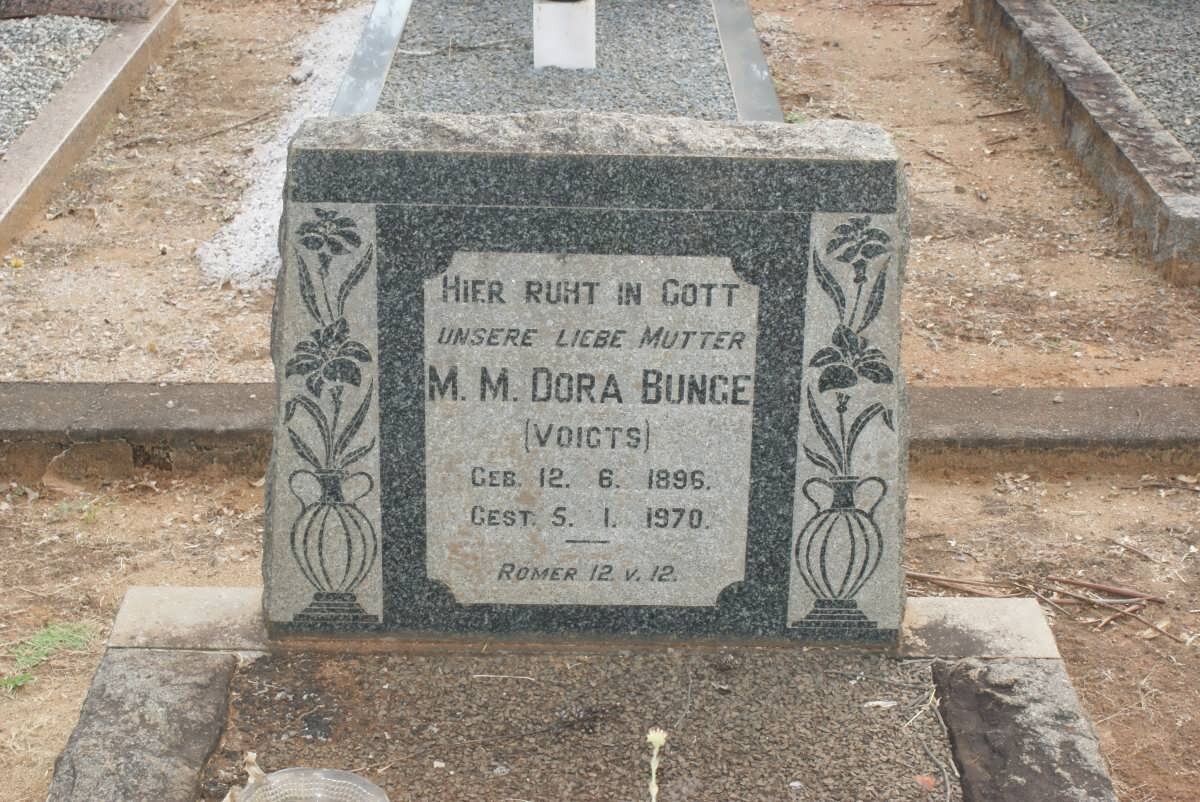 HIER RUHT IN GOTT
UNSERE LIEBE MUTTER
M. M. DORA BUNGE
(VOIGTS)
GEB. 12. 6. 1896.
GEST. 5. 1. 1970.
ROMER 12. V. 12.